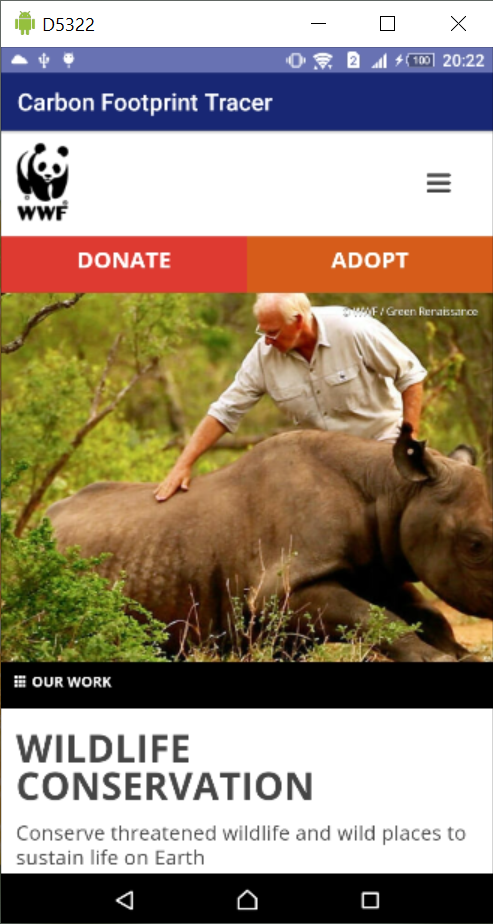 D5322
2 100 20:22
Carbon Footprint Tracer
WWF
DONATE ADOPT
© WWF / Green Renaissance
OUR WORK
WILDLIFE
CONSERVATION
Conserve threatened wildlife and wild places to
sustain life on Earth